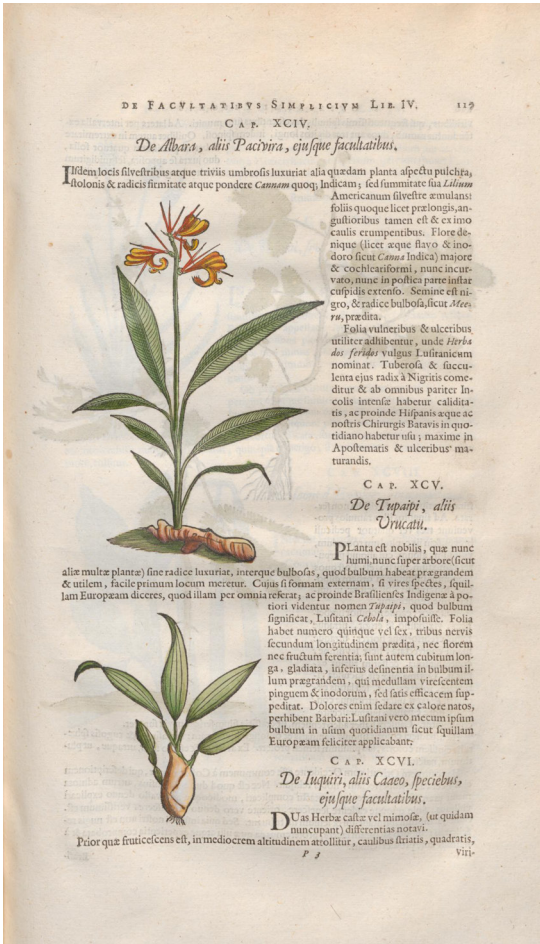 DE FACVLTATIBVS SIMPLICIVM LIB. IV. 119
CAP. XCIV.
De Albara, aliis Pacivira, ejuſque facultatibus.
IIſdem locis ſilveſtribus atque triviis umbroſis luxuriat alia quædam planta aſpectu pulchra,
ſtolonis & radicis firmitate atque pondere Cannam quoq; Indicam; ſed ſummitate ſua Lilium
Americanum ſilveſtre æmulans:
foliis quoque licet prælongis, an-
guſtioribus tamen eſt & ex imo
caulis erumpentibus. Flore de-
nique (licet æque flavo & ino-
doro ſicut Canna Indica) majore
& cochleariformi, nunc incur-
vato, nunc in poſtica parte inſtar
cuſpidis extenſo. Semine eſt ni-
gro, & radice bulboſa, ſicut Mee-
ru, prædita.
Folia vulneribus & ulceribus
utiliter adhibentur, unde Herba
dos feridos vulgus Luſitanicum
nominat. Tuberoſa & ſuccu-
lenta ejus radix à Nigritis come-
ditur & ab omnibus pariter In-
colis intenſæ habetur calidita-
tis, ac proinde Hiſpanis æque ac
noſtris Chirurgis Batavis in quo-
tidiano habetur uſu; maxime in
Apoſtematis & ulceribus ma-
turandis.
CAP. XCV.
De Tupaipi, aliis
Urucatu.
PLanta eſt nobilis, quæ nunc
humi, nunc ſuper arbore (ſicut
aliæ multæ plantæ) ſine radice luxuriat, interque bulboſas, quod bulbum habeat prægrandem
& utilem, facile primum locum meretur. Cujus ſi formam externam, ſi vires ſpectes, ſquil-
lam Europæam diceres, quod illam per omnia referat; ac proinde Braſilienſes Indigenæ à po-
tiori videntur nomen Tupaipi, quod bulbum
ſignificat, Luſitani Cebola, impoſuiſſe. Folia
habet numero quinque vel ſex, tribus nervis
ſecundum longitudinem prædita, nec florem
nec fructum ferentia; ſunt autem cubitum lon-
ga, gladiata, inferius deſinentia in bulbum il-
lum prægrandem, qui medullam vireſcentem
pinguem & inodorum, ſed ſatis efficacem ſup-
peditat. Dolores enim ſedare ex calore natos,
perhibent Barbari: Luſitani vero mecum ipſum
bulbum in uſum quotidianum ſicut ſquillam
Europæam feliciter applicabant.
CAP. XCVI.
De Iuquiri, aliis Caaeo, ſpeciebus,
ejuſque facultatibus.
DUas Herbæ caſtæ vel mimoſæ, (ut quidam
nuncupant) differentias notavi.
Prior quæ fruticeſcens eſt, in mediocrem altitudinem attollitur, caulibus ſtriatis, quadratis,
P 3 viri-